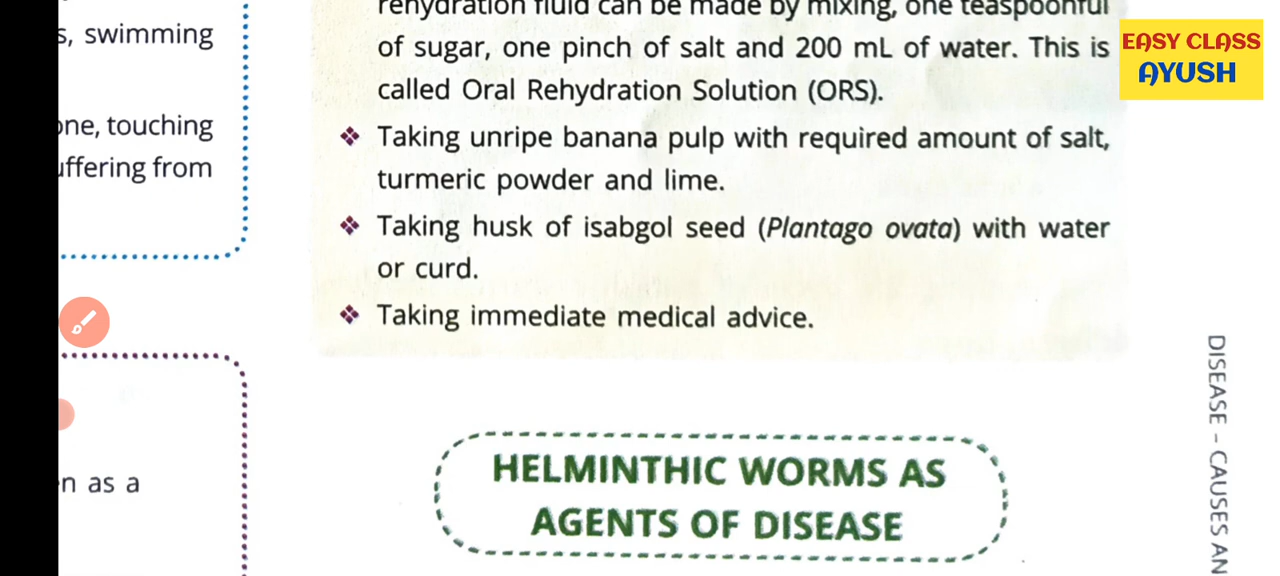 s, swimming
one, touching
uffering from
n as a
rehydration fluid can be made by mixing, one teaspoonful
of sugar, one pinch of salt and 200 mL of water. This is
called Oral Rehydration Solution (ORS).
❖ Taking unripe banana pulp with required amount of salt,
turmeric powder and lime.
❖ Taking husk of isabgol seed (Plantago ovata) with water
or curd.
❖ Taking immediate medical advice.
HELMINTHIC WORMS AS
AGENTS OF DISEASE
EASY CLASS
AYUSH
DISEASE – CAUSES AN